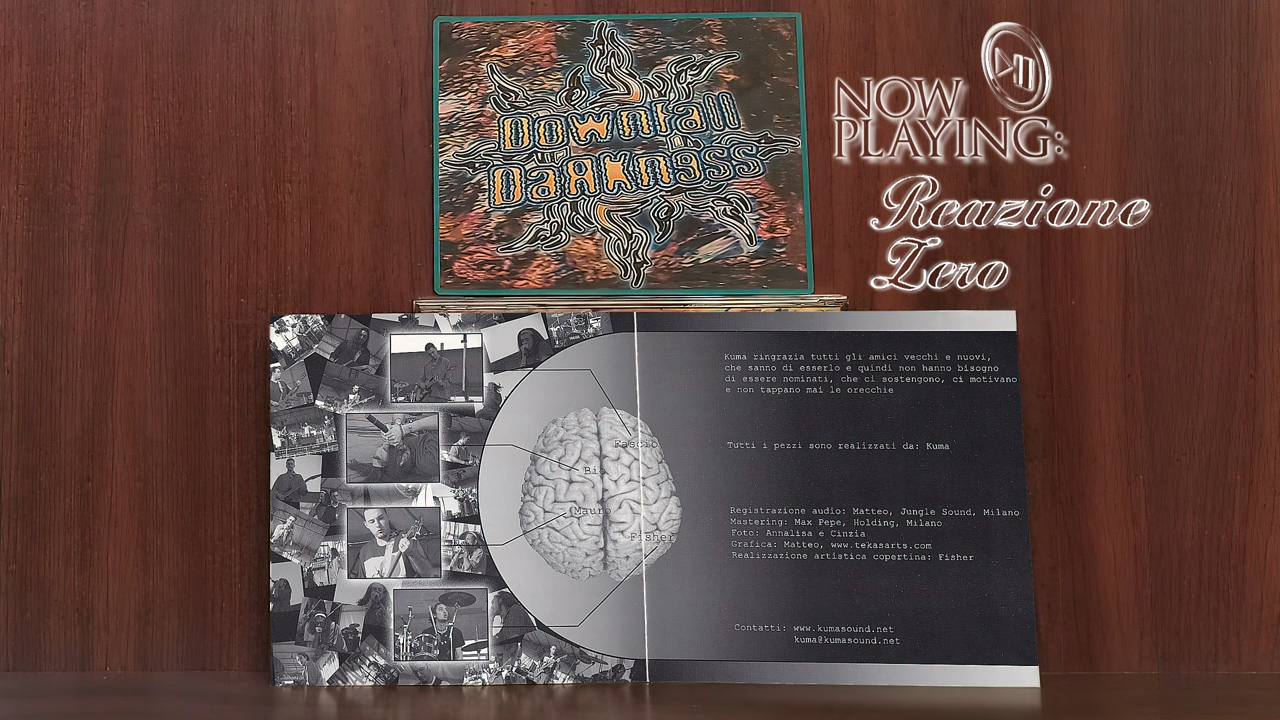 Downfall
DaRKness
NOW
PLAYING:
Reazione
Zero
Kuma ringrazia tutti gli amici vecchi e nuovi,
che sanno di esserlo e quindi non hanno bisogno
di essere nominati, che ci sostengono, ci motivano
e non tappano mai le orecchie
Fascio
Tutti i pezzi sono realizzati da: Kuma
Bio
Mauro
Fisher
Registrazione audio: Matteo, Jungle Sound, Milano
Mastering: Max Pepe, Holding, Milano
Foto: Annalisa e Cinzia
Grafica: Matteo, www.tekasarts.com
Realizzazione artistica copertina: Fisher
Contatti: www.kumasound.net
kuma@kumasound.net